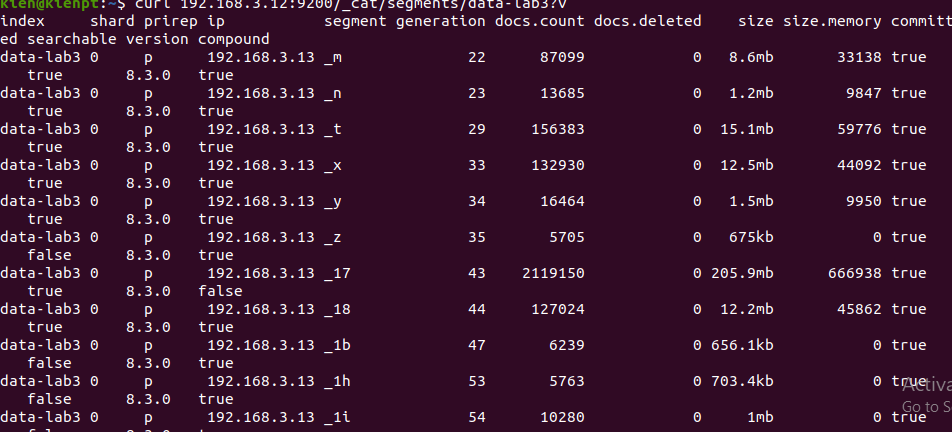 kien@kienpt:~$ curl 192.168.3.12:9200/_cat/segments/data-lab3?v
index shard prirep ip segment generation docs.count docs.deleted size size.memory committ
ed searchable version compound
data-lab3 0 p 192.168.3.13 _m 22 87099 0 8.6mb 33138 true
true 8.3.0 true
data-lab3 0 p 192.168.3.13 _n 23 13685 0 1.2mb 9847 true
true 8.3.0 true
data-lab3 0 p 192.168.3.13 _t 29 156383 0 15.1mb 59776 true
true 8.3.0 true
data-lab3 0 p 192.168.3.13 _x 33 132930 0 12.5mb 44092 true
true 8.3.0 true
data-lab3 0 p 192.168.3.13 _y 34 16464 0 1.5mb 9950 true
true 8.3.0 true
data-lab3 0 p 192.168.3.13 _z 35 5705 0 675kb 0 true
false 8.3.0 true
data-lab3 0 p 192.168.3.13 _17 43 2119150 0 205.9mb 666938 true
true 8.3.0 false
data-lab3 0 p 192.168.3.13 _18 44 127024 0 12.2mb 45862 true
true 8.3.0 true
data-lab3 0 p 192.168.3.13 _1b 47 6239 0 656.1kb 0 true
false 8.3.0 true
data-lab3 0 p 192.168.3.13 _1h 53 5763 0 703.4kb 0 true
false 8.3.0 true
Activa
Go to S
data-lab3 0 p 192.168.3.13 _1i 54 10280 0 1mb 0 true
false 8.3.0